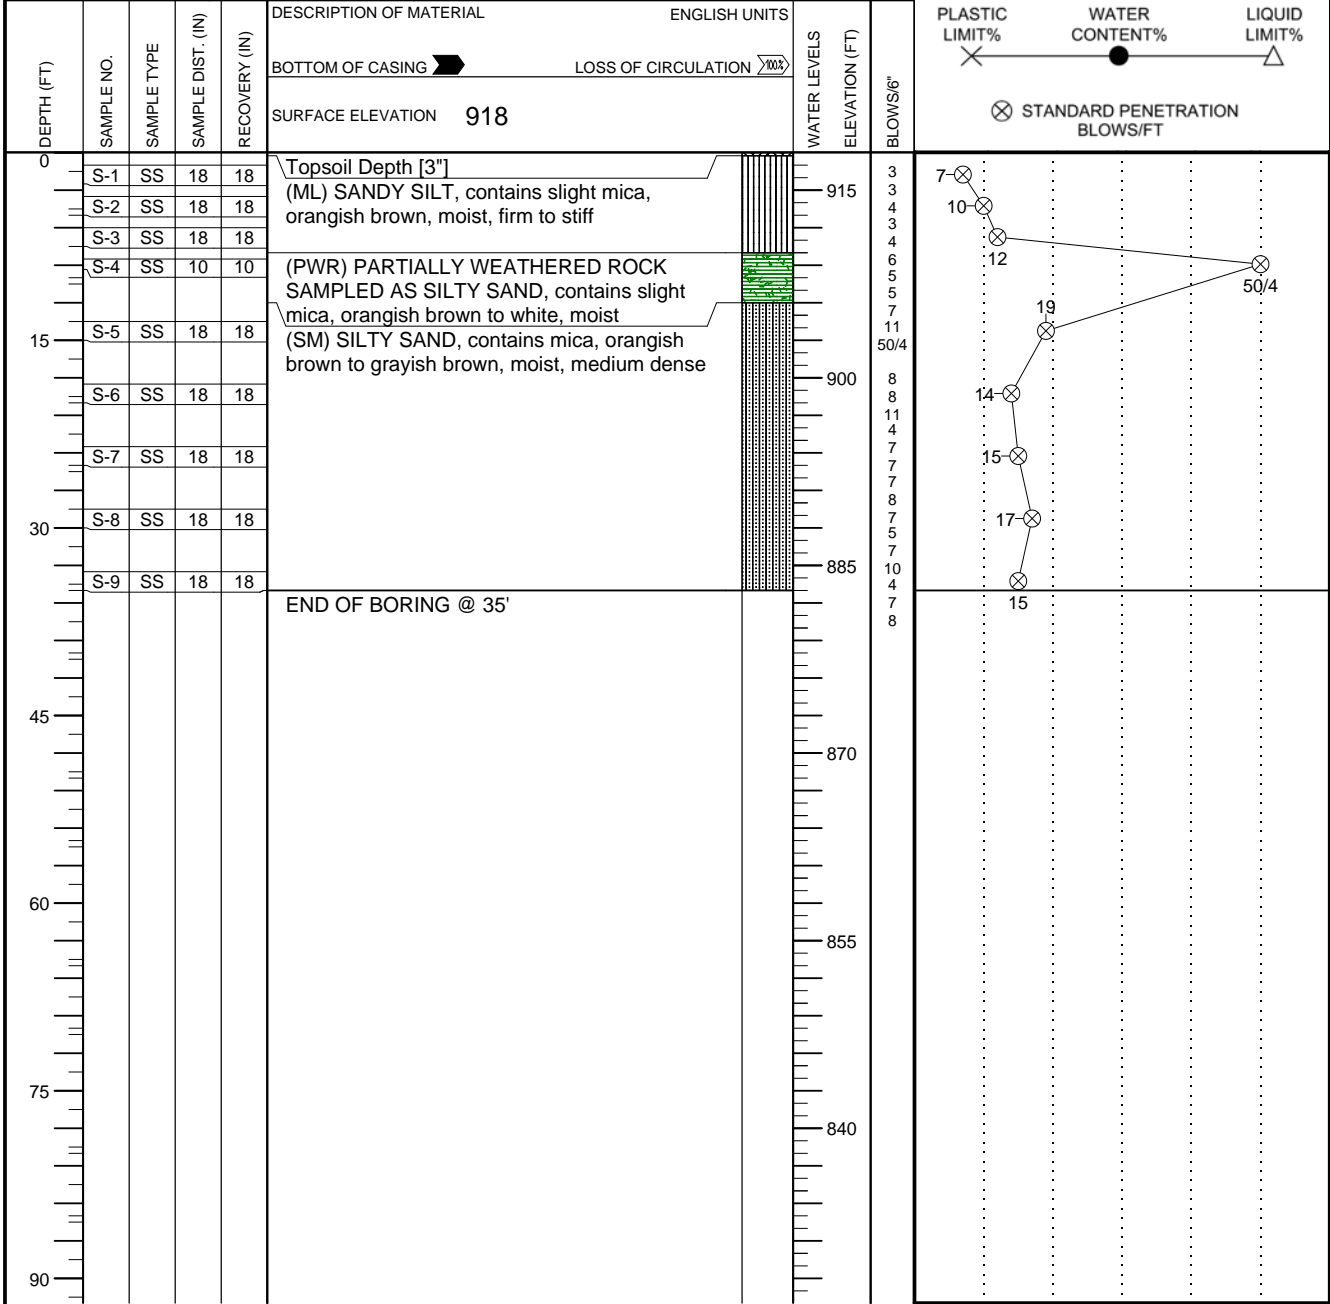 DEPTH (FT)
SAMPLE NO.
SAMPLE TYPE
SAMPLE DIST. (IN)
RECOVERY (IN)
DESCRIPTION OF MATERIAL ENGLISH UNITS
BOTTOM OF CASING LOSS OF CIRCULATION 100%
SURFACE ELEVATION 918
WATER LEVELS
ELEVATION (FT)
BLOWS/6"
PLASTIC LIMIT%
WATER CONTENT%
LIQUID LIMIT%
STANDARD PENETRATION
BLOWS/FT
0
15
30
45
60
75
90
S-1 SS 18 18
S-2 SS 18 18
S-3 SS 18 18
S-4 SS 10 10
S-5 SS 18 18
S-6 SS 18 18
S-7 SS 18 18
S-8 SS 18 18
S-9 SS 18 18
Topsoil Depth [3"]
(ML) SANDY SILT, contains slight mica,
orangish brown, moist, firm to stiff
(PWR) PARTIALLY WEATHERED ROCK
SAMPLED AS SILTY SAND, contains slight
mica, orangish brown to white, moist
(SM) SILTY SAND, contains mica, orangish
brown to grayish brown, moist, medium dense
END OF BORING @ 35'
915
900
885
870
855
840
3
3
4
3
4
6
5
5
7
11
50/4
8
8
11
4
7
7
7
8
7
5
7
10
4
7
8
7
10
12
50/4
19
14
15
17
15